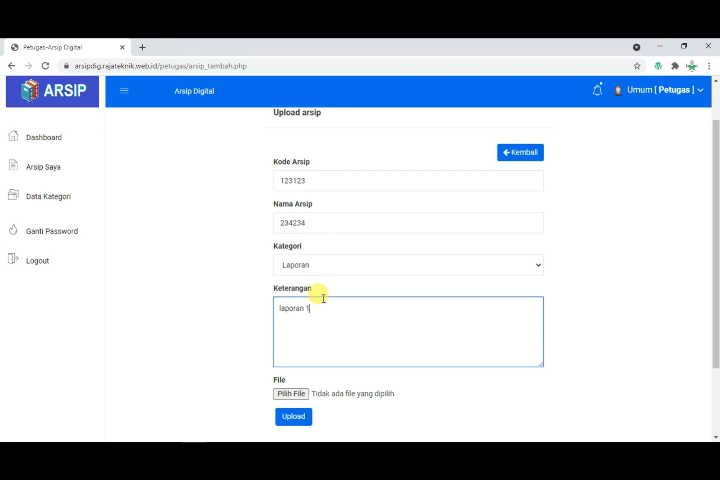 Petugas-Arsip Digital
arsipdig.rajateknik.web.id/petugas/arsip_tambah.php
ARSIP
Arsip Digital
Umum [ Petugas ]
Dashboard
Arsip Saya
Data Kategori
Ganti Password
Logout
Upload arsip
Kembali
Kode Arsip
123123
Nama Arsip
234234
Kategori
Laporan
Keterangan
laporan 1
File
Pilih File Tidak ada file yang dipilih
Upload